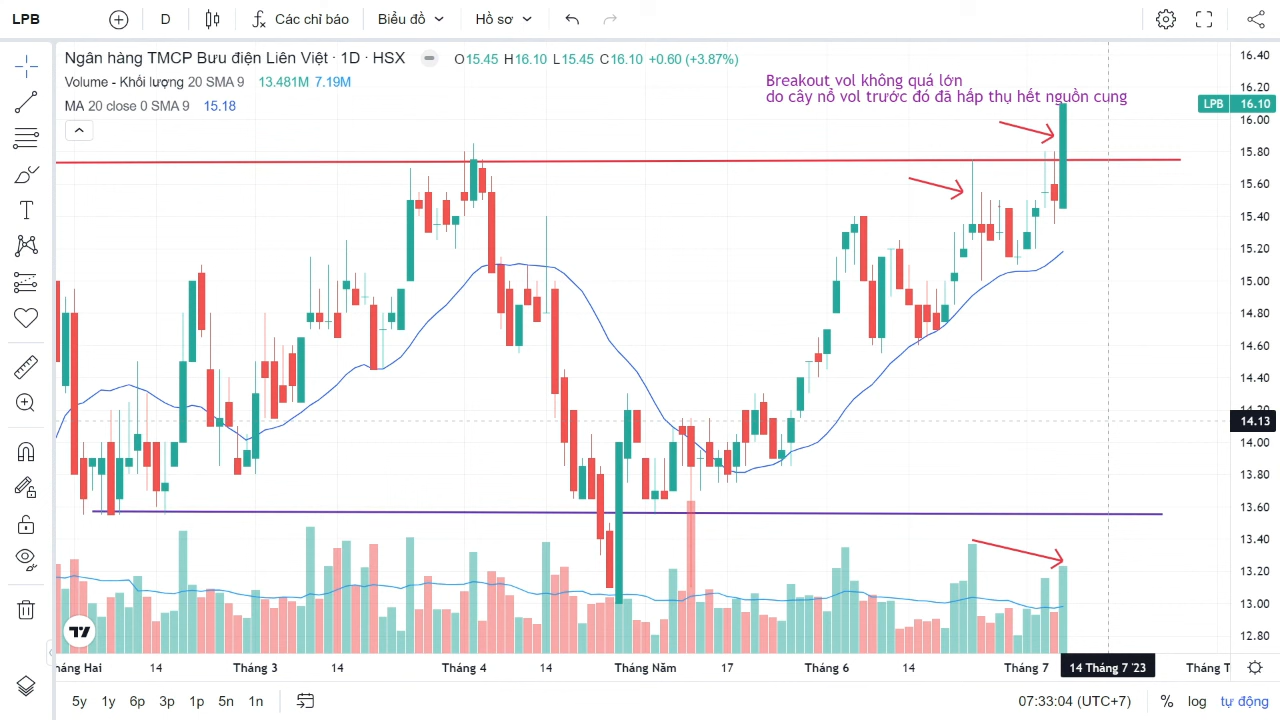 LPB
D
Các chỉ báo
Biểu đồ
Hồ sơ
Ngân hàng TMCP Bưu điện Liên Việt · 1D · HSX
O15.45 H16.10 L15.45 C16.10 +0.60 (+3.87%)
Volume - Khối lượng 20 SMA 9 13.481M 7.19M
MA 20 close 0 SMA 9 15.18
Breakout vol không quá lớn
do cây nổ vol trước đó đã hấp thụ hết nguồn cung
16.40
16.20
LPB 16.10
16.00
15.80
15.60
15.40
15.20
15.00
14.80
14.60
14.40
14.20
14.13
14.00
13.80
13.60
13.40
13.20
13.00
12.80
háng Hai 14 Tháng 3 14 Tháng 4 14 Tháng Năm 17 Tháng 6 14 Tháng 7 14 Tháng 7 '23 Tháng T
5y 1y 6p 3p 1p 5n 1n
07:33:04 (UTC+7) % log tự động